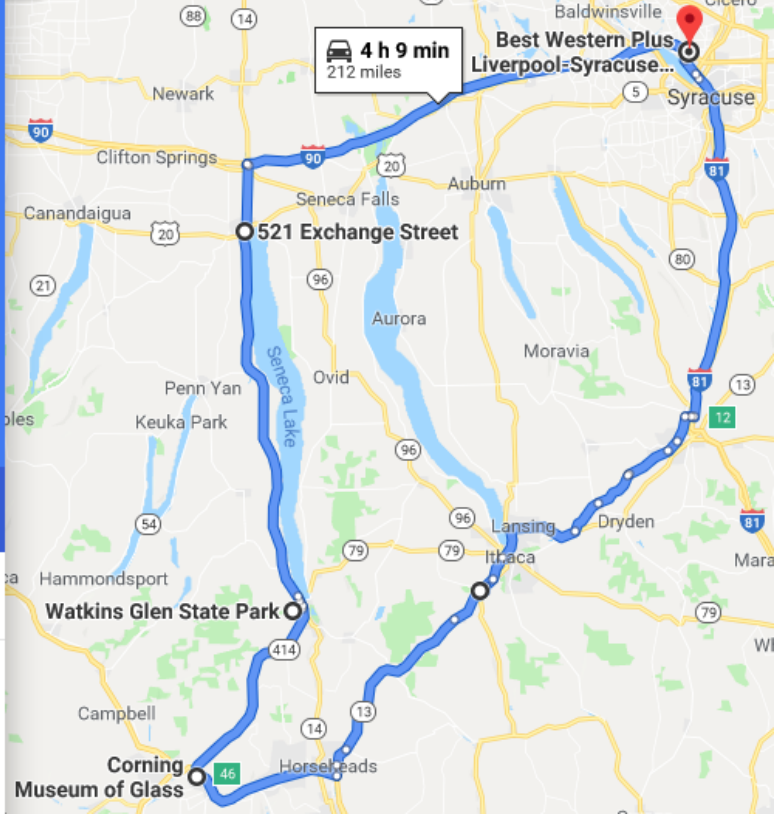 Cicero
Baldwinsville
88
14
4 h 9 min
212 miles
Best Western Plus
Liverpool-Syracuse...
Newark
5
Syracuse
90
90
Clifton Springs
20
81
Auburn
Seneca Falls
Canandaigua
20
521 Exchange Street
80
21
96
Aurora
Seneca Lake
Moravia
Penn Yan
Ovid
81
13
12
ples
Keuka Park
96
54
96
Lansing
Dryden
81
79
79
Ithaca
Mara
ca
Hammondsport
Watkins Glen State Park
79
414
Campbell
13
14
Corning
Museum of Glass
46
Horseheads